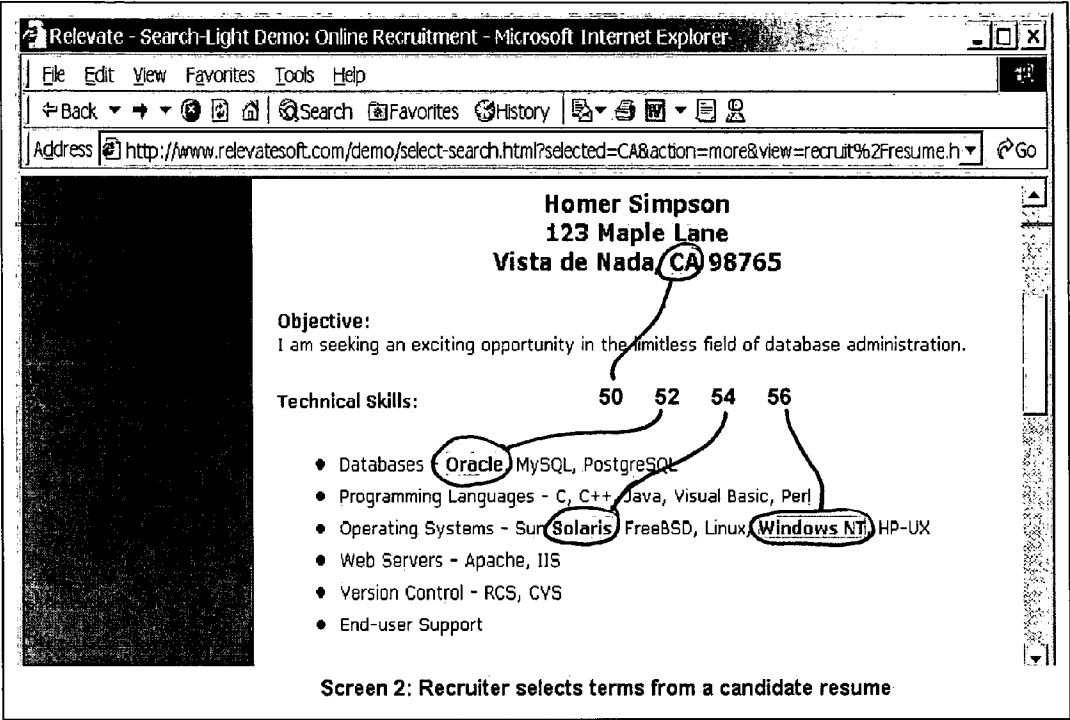 Relevate - Search-Light Demo: Online Recruitment - Microsoft Internet Explorer
File Edit View Favorites Tools Help
Back Search Favorites History
Address http://www.relevatesoft.com/demo/select-search.html?selected=CA&action=more&view=recruit%2Fresume.h Go
Homer Simpson
123 Maple Lane
Vista de Nada, CA 98765
Objective:
I am seeking an exciting opportunity in the limitless field of database administration.
Technical Skills: 50 52 54 56
• Databases - Oracle, MySQL, PostgreSQL
• Programming Languages - C, C++, Java, Visual Basic, Perl
• Operating Systems - Sun Solaris, FreeBSD, Linux, Windows NT, HP-UX
• Web Servers - Apache, IIS
• Version Control - RCS, CVS
• End-user Support
Screen 2: Recruiter selects terms from a candidate resume